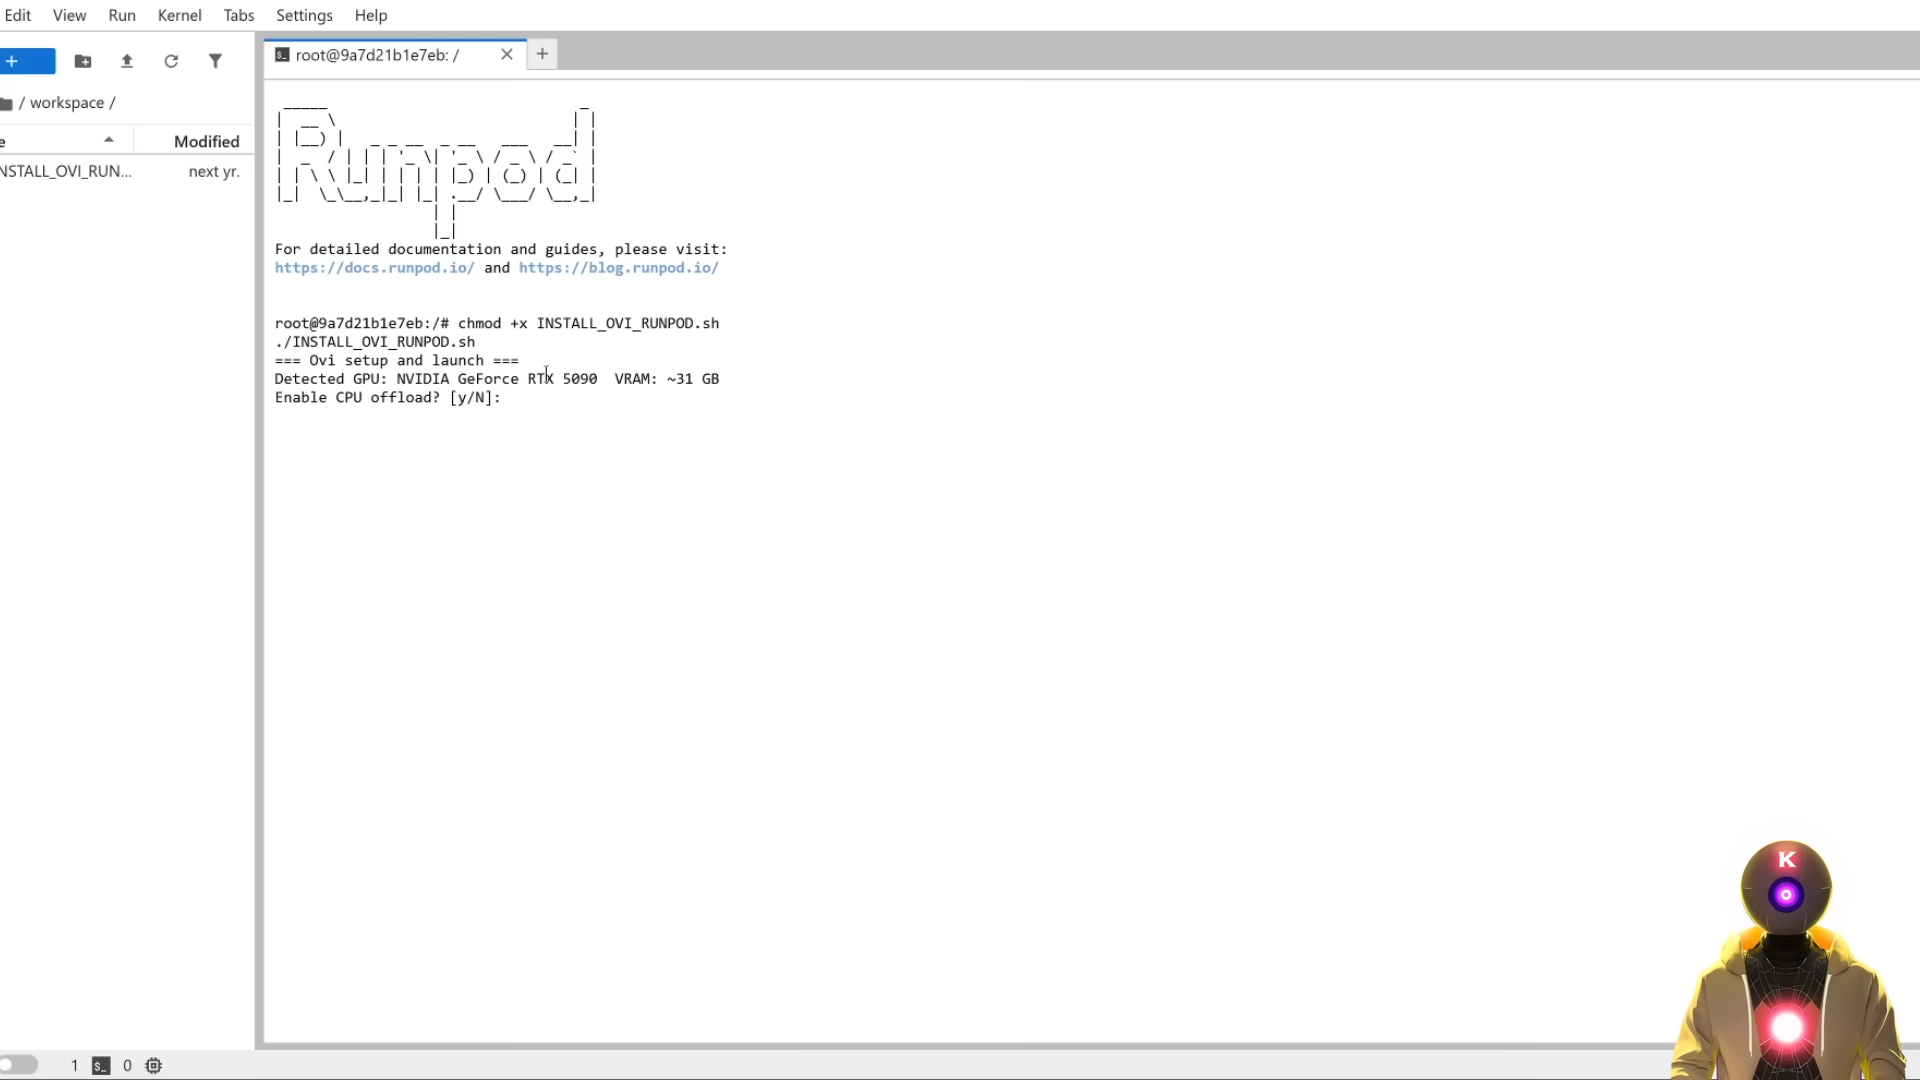 Edit View Run Kernel Tabs Settings Help
root@9a7d21b1e7eb: /
/ workspace /
e Modified
NSTALL_OVI_RUN... next yr.
Runpod
For detailed documentation and guides, please visit:
https://docs.runpod.io/ and https://blog.runpod.io/
root@9a7d21b1e7eb:/# chmod +x INSTALL_OVI_RUNPOD.sh
./INSTALL_OVI_RUNPOD.sh
=== Ovi setup and launch ===
Detected GPU: NVIDIA GeForce RTX 5090  VRAM: ~31 GB
Enable CPU offload? [y/N]:
K
1 $_ 0